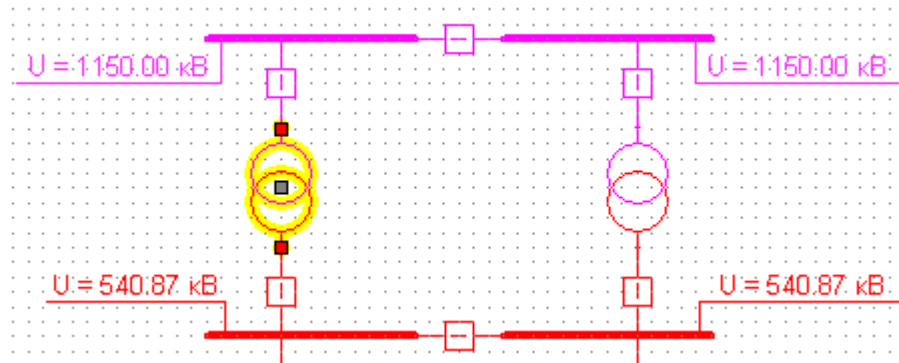 U = 1150.00 кВ
U = 1150.00 кВ
U = 540.87 кВ
U = 540.87 кВ